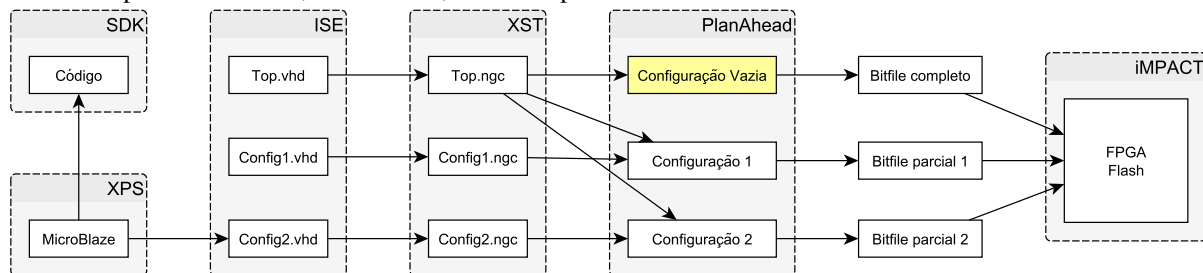 SDK
ISE
XST
PlanAhead
iMPACT
Código
Top.vhd
Top.ngc
Configuração Vazia
Bitfile completo
Config1.vhd
Config1.ngc
Configuração 1
Bitfile parcial 1
FPGA
Flash
XPS
MicroBlaze
Config2.vhd
Config2.ngc
Configuração 2
Bitfile parcial 2